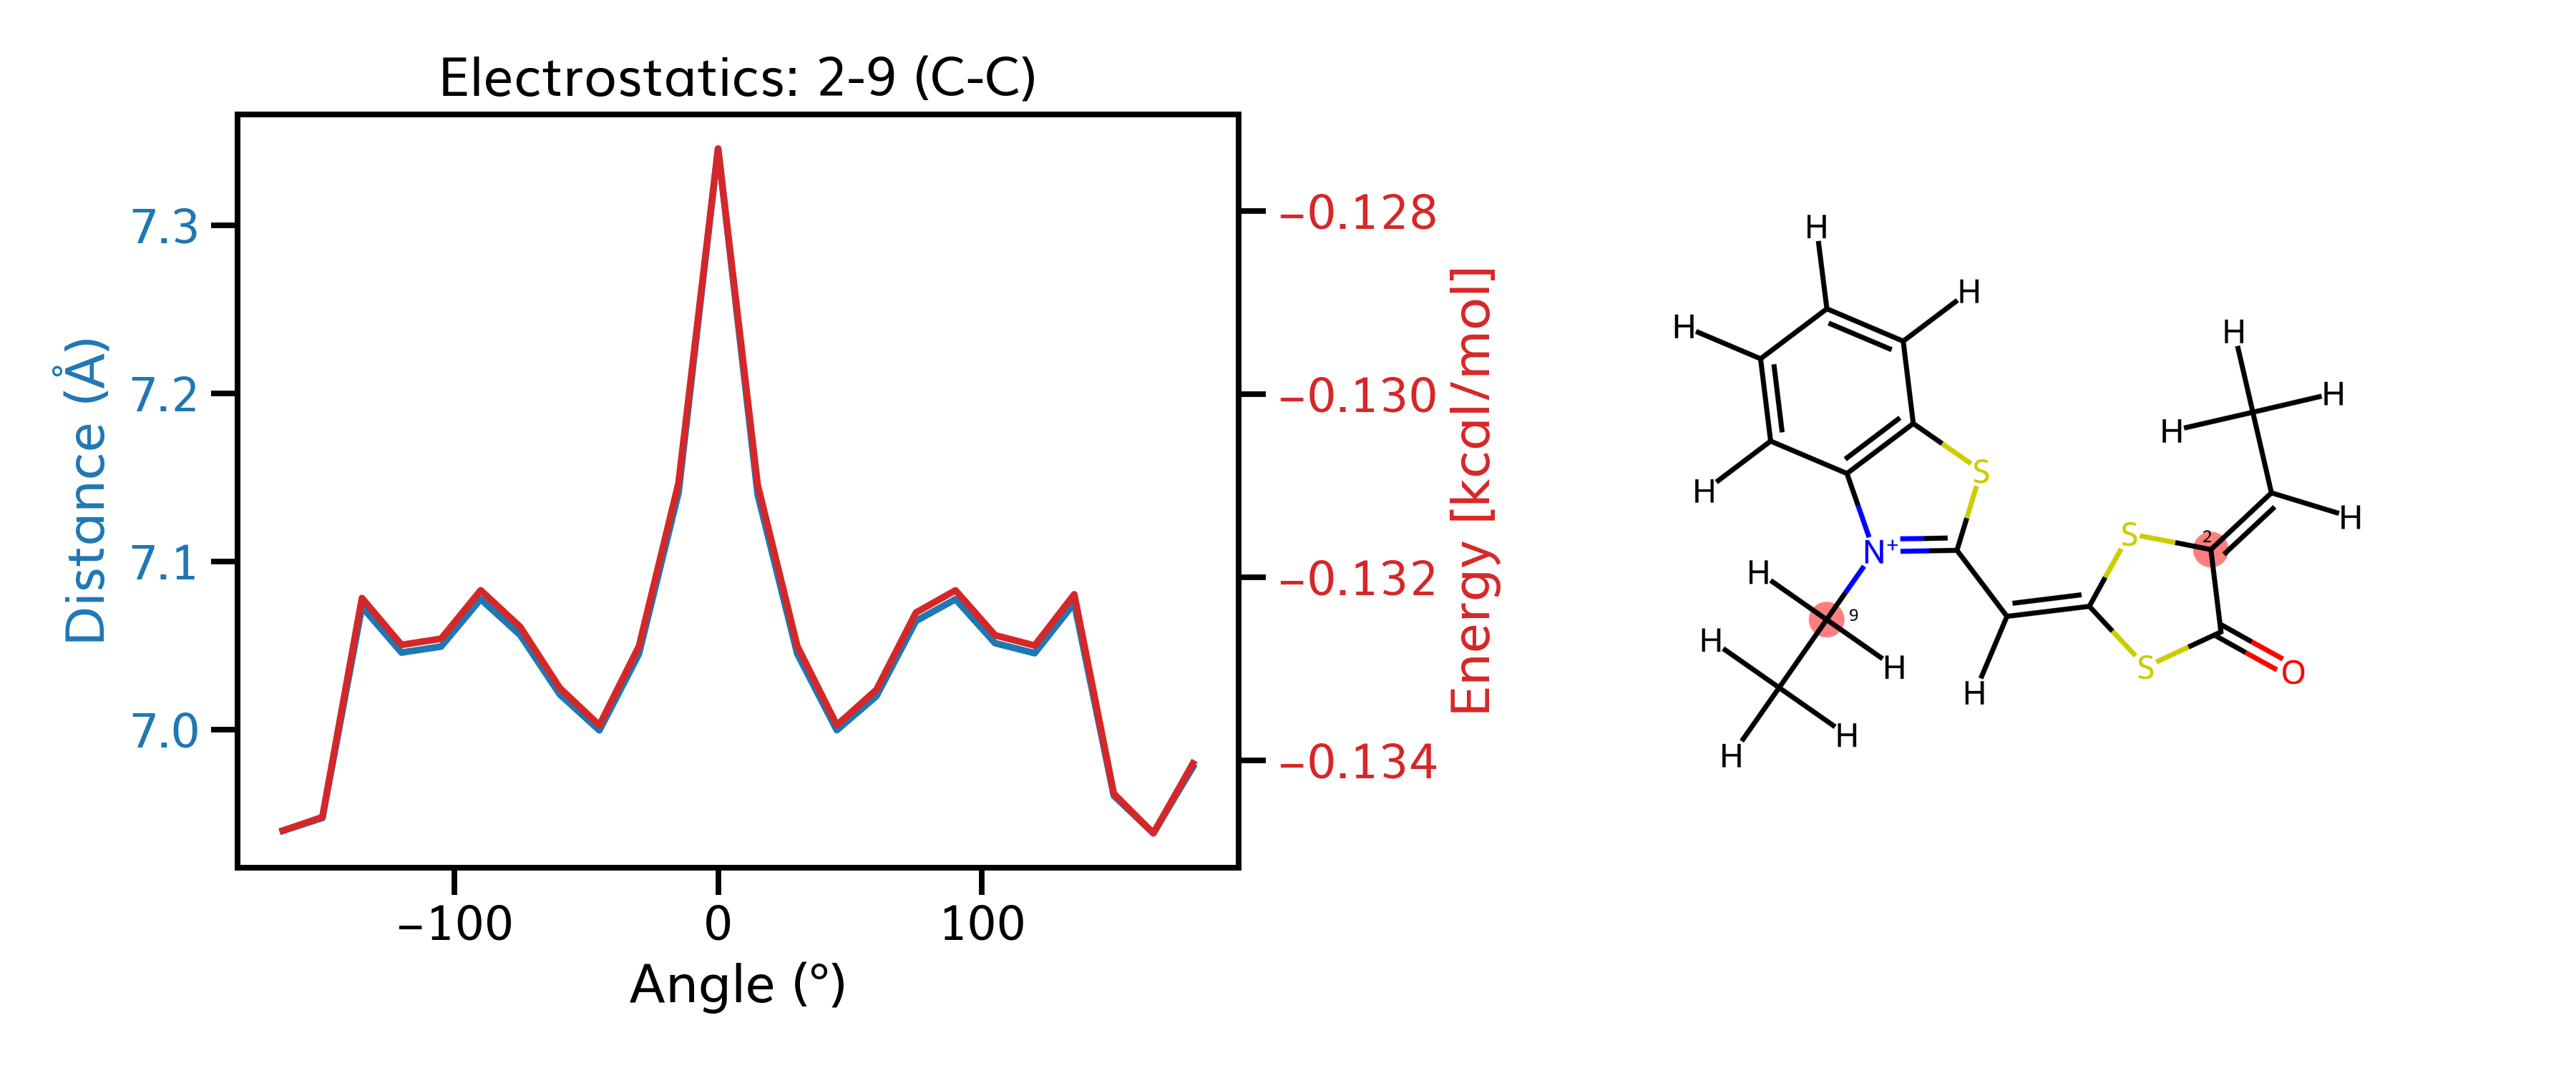 Electrostatics: 2-9 (C-C)
Distance (Å)
7.3
7.2
7.1
7.0
−0.128
−0.130
−0.132
−0.134
Energy [kcal/mol]
−100
0
100
Angle (°)
H
H
H
H
H
H
H
S
H
S
2
N+
H
H
9
H
H
H
S
O
H
H